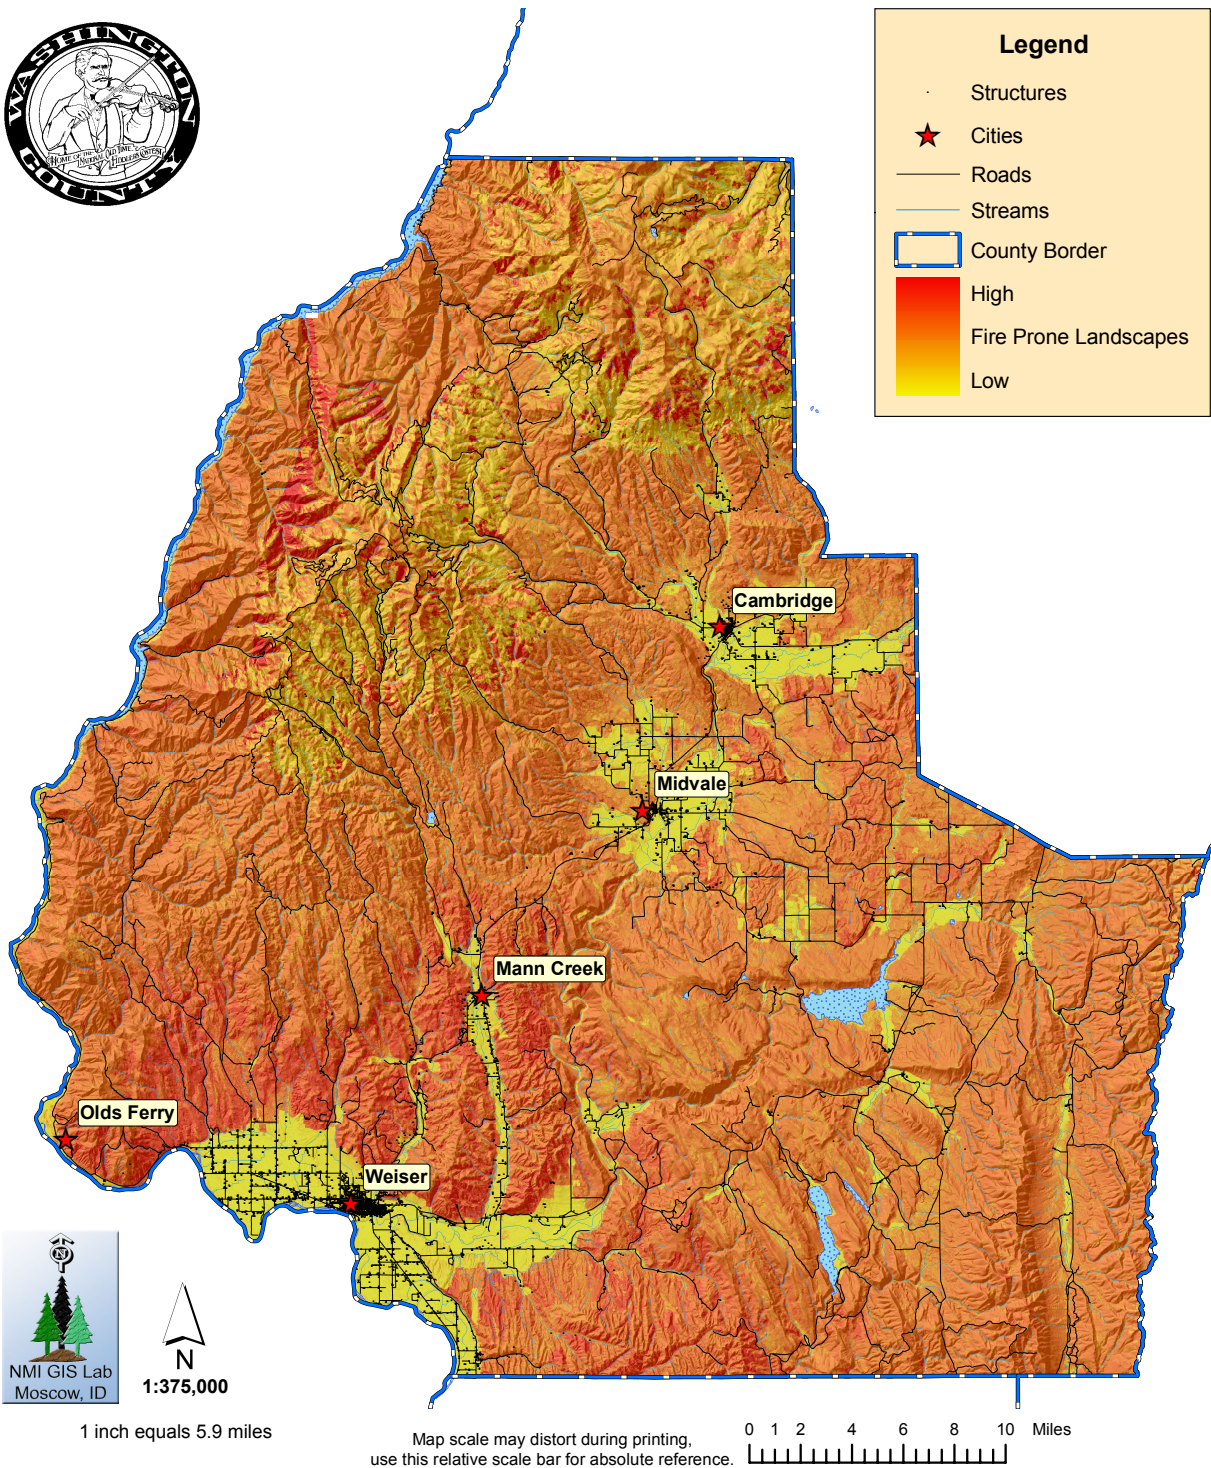 WASHINGTON
COUNTY
HOME OF THE NATIONAL OLD TIME FIDDLERS CONTEST
Legend
Structures
Cities
Roads
Streams
County Border
High
Fire Prone Landscapes
Low
Cambridge
Midvale
Mann Creek
Olds Ferry
Weiser
N
NMI GIS Lab
Moscow, ID
N
1:375,000
1 inch equals 5.9 miles
Map scale may distort during printing,
use this relative scale bar for absolute reference.
0 1 2 4 6 8 10 Miles